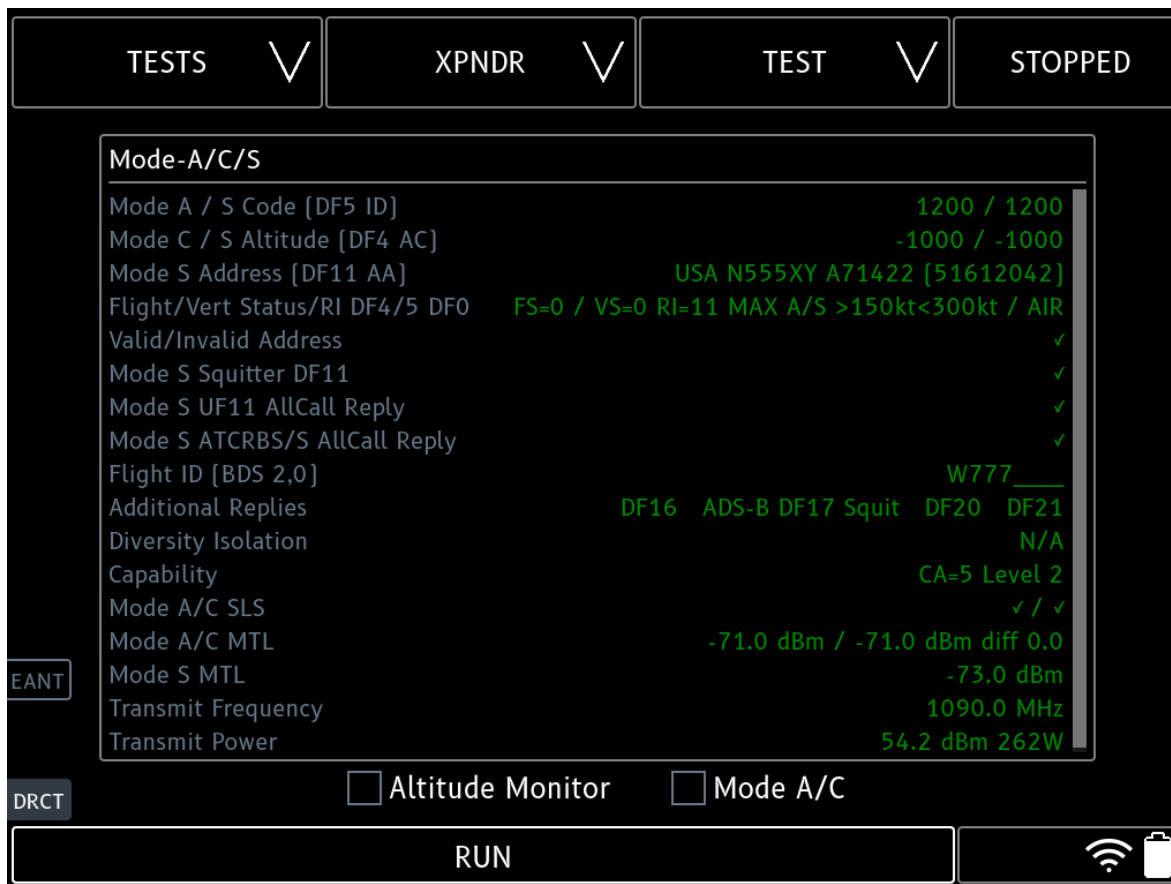 TESTS XPNDR TEST STOPPED
Mode-A/C/S
Mode A / S Code [DF5 ID] 1200 / 1200
Mode C / S Altitude [DF4 AC] -1000 / -1000
Mode S Address [DF11 AA] USA N555XY A71422 [51612042]
Flight/Vert Status/RI DF4/5 DF0 FS=0 / VS=0 RI=11 MAX A/S >150kt<300kt / AIR
Valid/Invalid Address ✓
Mode S Squitter DF11 ✓
Mode S UF11 AllCall Reply ✓
Mode S ATCRBS/S AllCall Reply ✓
Flight ID [BDS 2,0] W777____
Additional Replies DF16 ADS-B DF17 Squit DF20 DF21
Diversity Isolation N/A
Capability CA=5 Level 2
Mode A/C SLS ✓ / ✓
Mode A/C MTL -71.0 dBm / -71.0 dBm diff 0.0
Mode S MTL -73.0 dBm
EANT
Transmit Frequency 1090.0 MHz
Transmit Power 54.2 dBm 262W
DRCT
Altitude Monitor Mode A/C
RUN